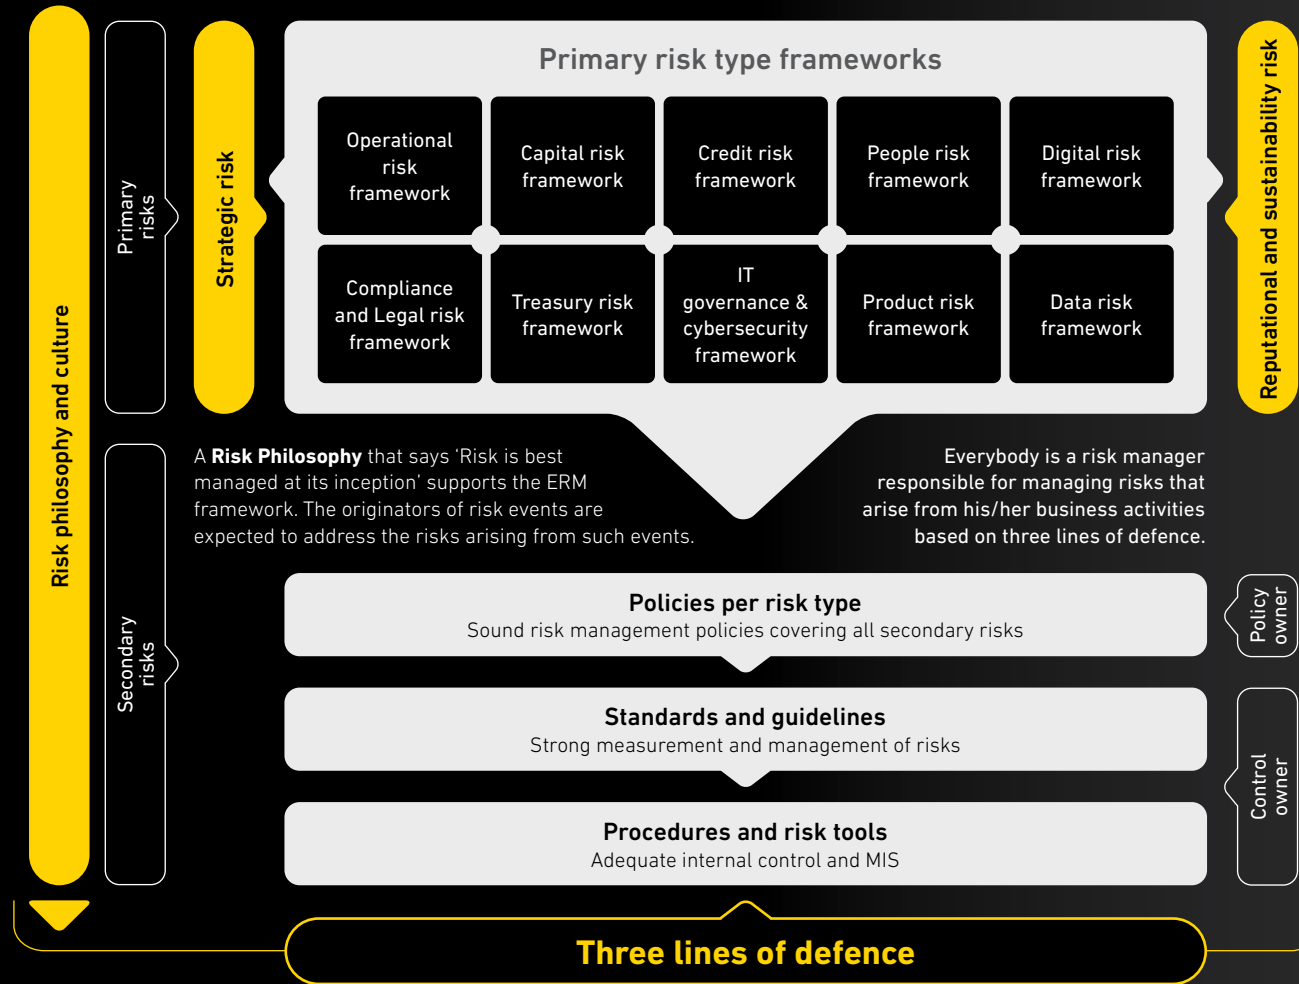 Risk philosophy and culture
Primary
risks
Strategic risk
Primary risk type frameworks
Operational
risk
framework
Capital risk
framework
Credit risk
framework
People risk
framework
Digital risk
framework
Compliance
and Legal risk
framework
Treasury risk
framework
IT
governance &
cybersecurity
framework
Product risk
framework
Data risk
framework
Reputational and sustainability risk
Secondary
risks
A Risk Philosophy that says ‘Risk is best
managed at its inception’ supports the ERM
framework. The originators of risk events are
expected to address the risks arising from such events.
Everybody is a risk manager
responsible for managing risks that
arise from his/her business activities
based on three lines of defence.
Policies per risk type
Sound risk management policies covering all secondary risks
Policy
owner
Standards and guidelines
Strong measurement and management of risks
Control
owner
Procedures and risk tools
Adequate internal control and MIS
Three lines of defence